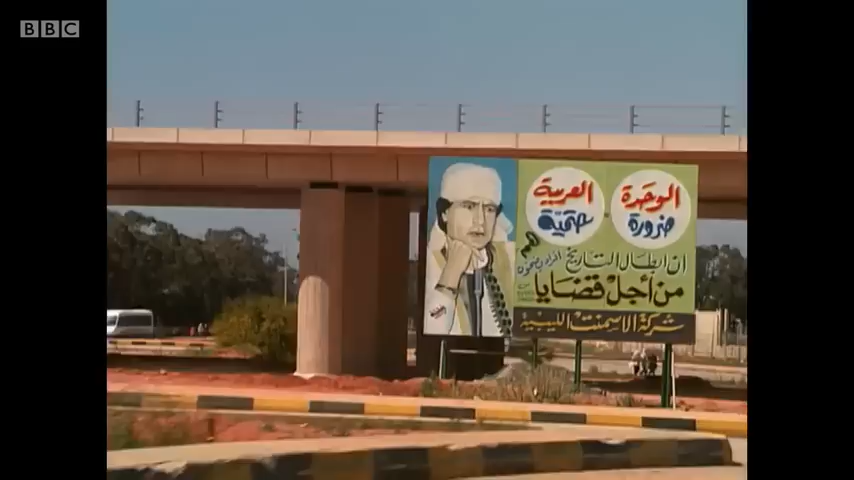 BBC
الوحدة العربية
ضرورة حتمية
ان ابطال التاريخ هم
من أجل قضايا
شركة الاسمنت الليبية